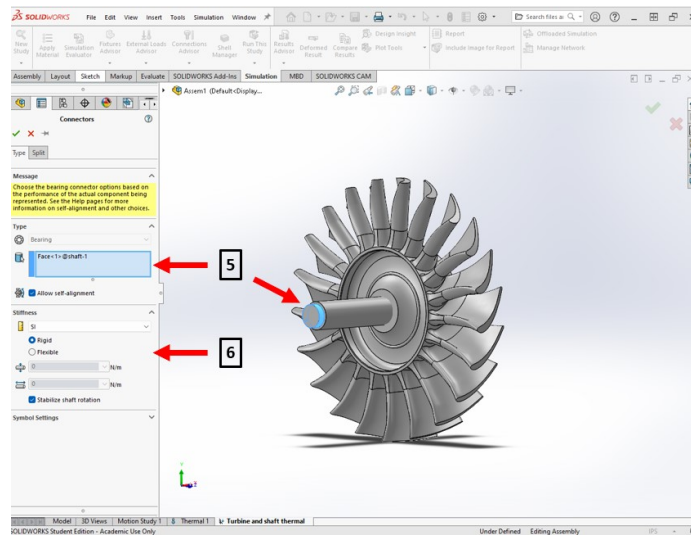 SOLIDWORKS File Edit View Insert Tools Simulation Window
Search files a
New Study
Apply Material
Simulation Evaluator
Fixtures Advisor
External Loads Advisor
Connections Advisor
Shell Manager
Run This Study
Results Advisor
Deformed Result
Compare Results
Design Insight
Plot Tools
Report
Include Image for Report
Offloaded Simulation
Manage Network
Assembly Layout Sketch Markup Evaluate SOLIDWORKS Add-Ins Simulation MBD SOLIDWORKS CAM
Assem1 (Default<Display...
Connectors
Type Split
Message
Choose the bearing connector options based on
the performance of the actual component being
represented. See the Help pages for more
information on self-alignment and other choices.
Type
Bearing
Face<1>@shaft-1
5
Allow self-alignment
Stiffness
SI
Rigid
6
Flexible
0 N/m
0 N/m
Stabilize shaft rotation
Symbol Settings
Model 3D Views Motion Study 1 Thermal 1 Turbine and shaft thermal
SOLIDWORKS Student Edition - Academic Use Only
Under Defined Editing Assembly IPS